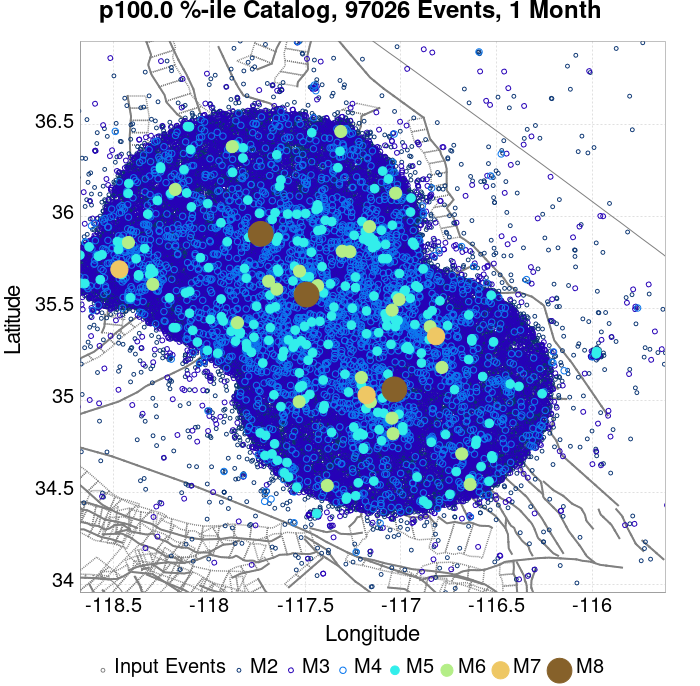 p100.0 %-ile Catalog, 97026 Events, 1 Month
36.5
36
35.5
35
34.5
34
Latitude
-118.5 -118 -117.5 -117 -116.5 -116
Longitude
Input Events M2 M3 M4 M5 M6 M7 M8